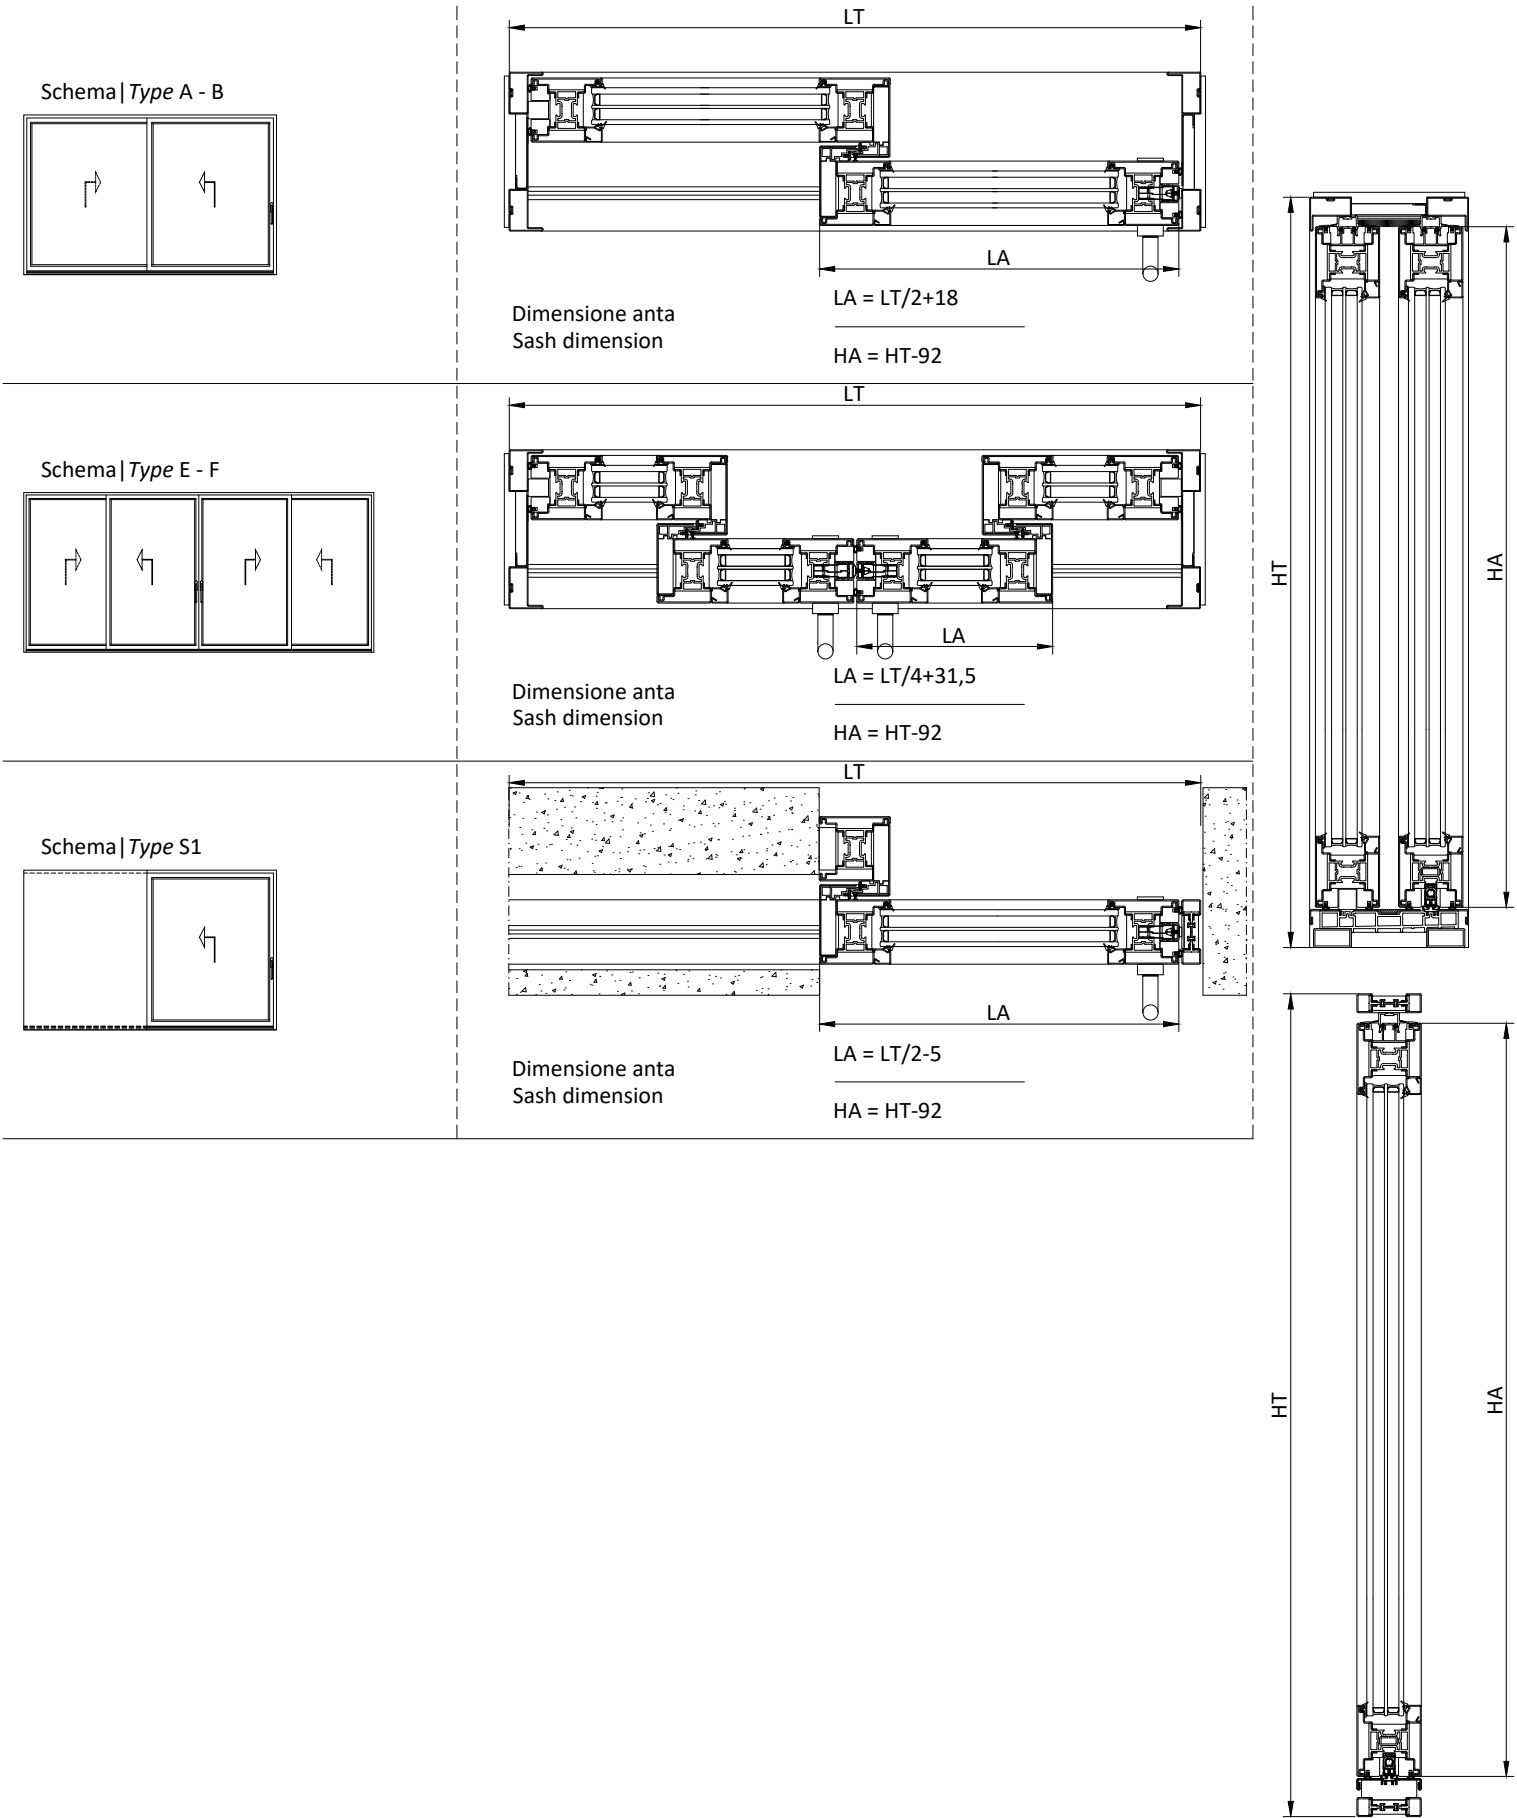 LT
Schema|Type A - B
LA
LA = LT/2+18
Dimensione anta
Sash dimension
HA = HT-92
LT
Schema|Type E - F
LA
LA = LT/4+31,5
Dimensione anta
Sash dimension
HA = HT-92
LT
Schema|Type S1
LA
LA = LT/2-5
Dimensione anta
Sash dimension
HA = HT-92
HT
HA
HT
HA